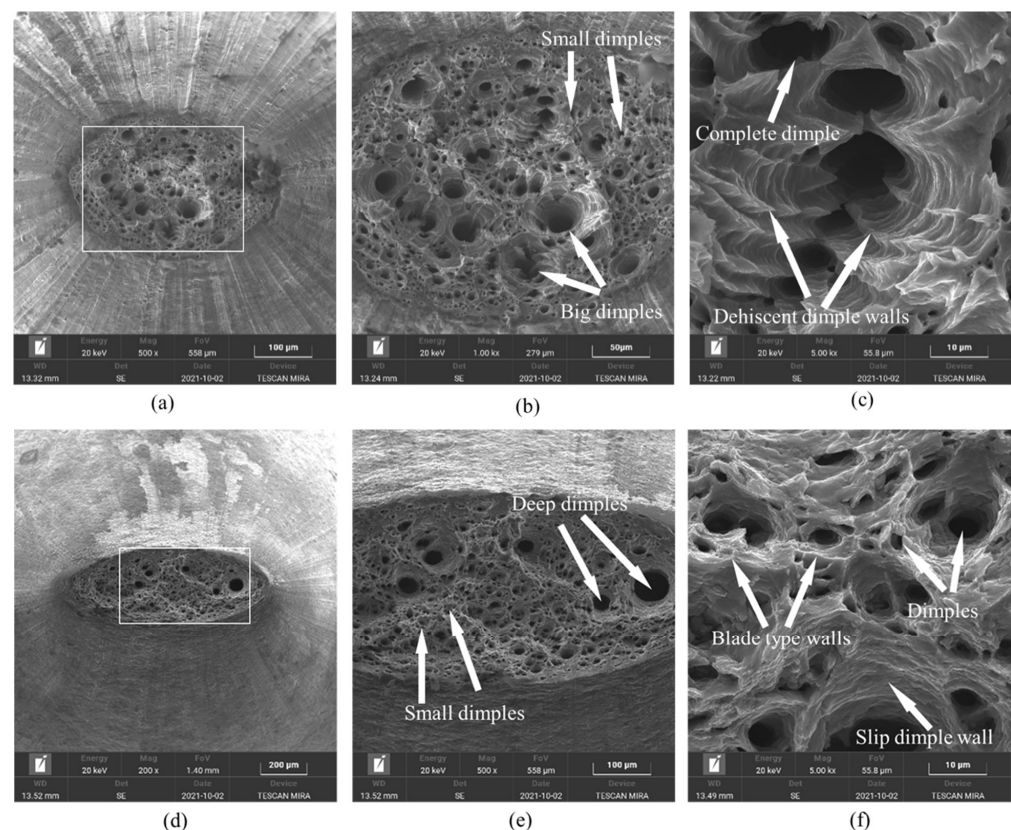 Small dimples
Big dimples
Complete dimple
Dehiscent dimple walls
Energy Mag FoV
20 keV 500 x 558 µm 100 µm
WD Det Date Device
13.32 mm SE 2021-10-02 TESCAN MIRA
Energy Mag FoV
20 keV 1.00 kx 279 µm 50µm
WD Det Date Device
13.24 mm SE 2021-10-02 TESCAN MIRA
Energy Mag FoV
20 keV 5.00 kx 55.8 µm 10 µm
WD Det Date Device
13.22 mm SE 2021-10-02 TESCAN MIRA
(a)
(b)
(c)
Deep dimples
Small dimples
Blade type walls
Dimples
Slip dimple wall
Energy Mag FoV
20 keV 200 x 1.40 mm 200 µm
WD Det Date Device
13.52 mm SE 2021-10-02 TESCAN MIRA
Energy Mag FoV
20 keV 500 x 558 µm 100 µm
WD Det Date Device
13.52 mm SE 2021-10-02 TESCAN MIRA
Energy Mag FoV
20 keV 5.00 kx 55.8 µm 10 µm
WD Det Date Device
13.49 mm SE 2021-10-02 TESCAN MIRA
(d)
(e)
(f)